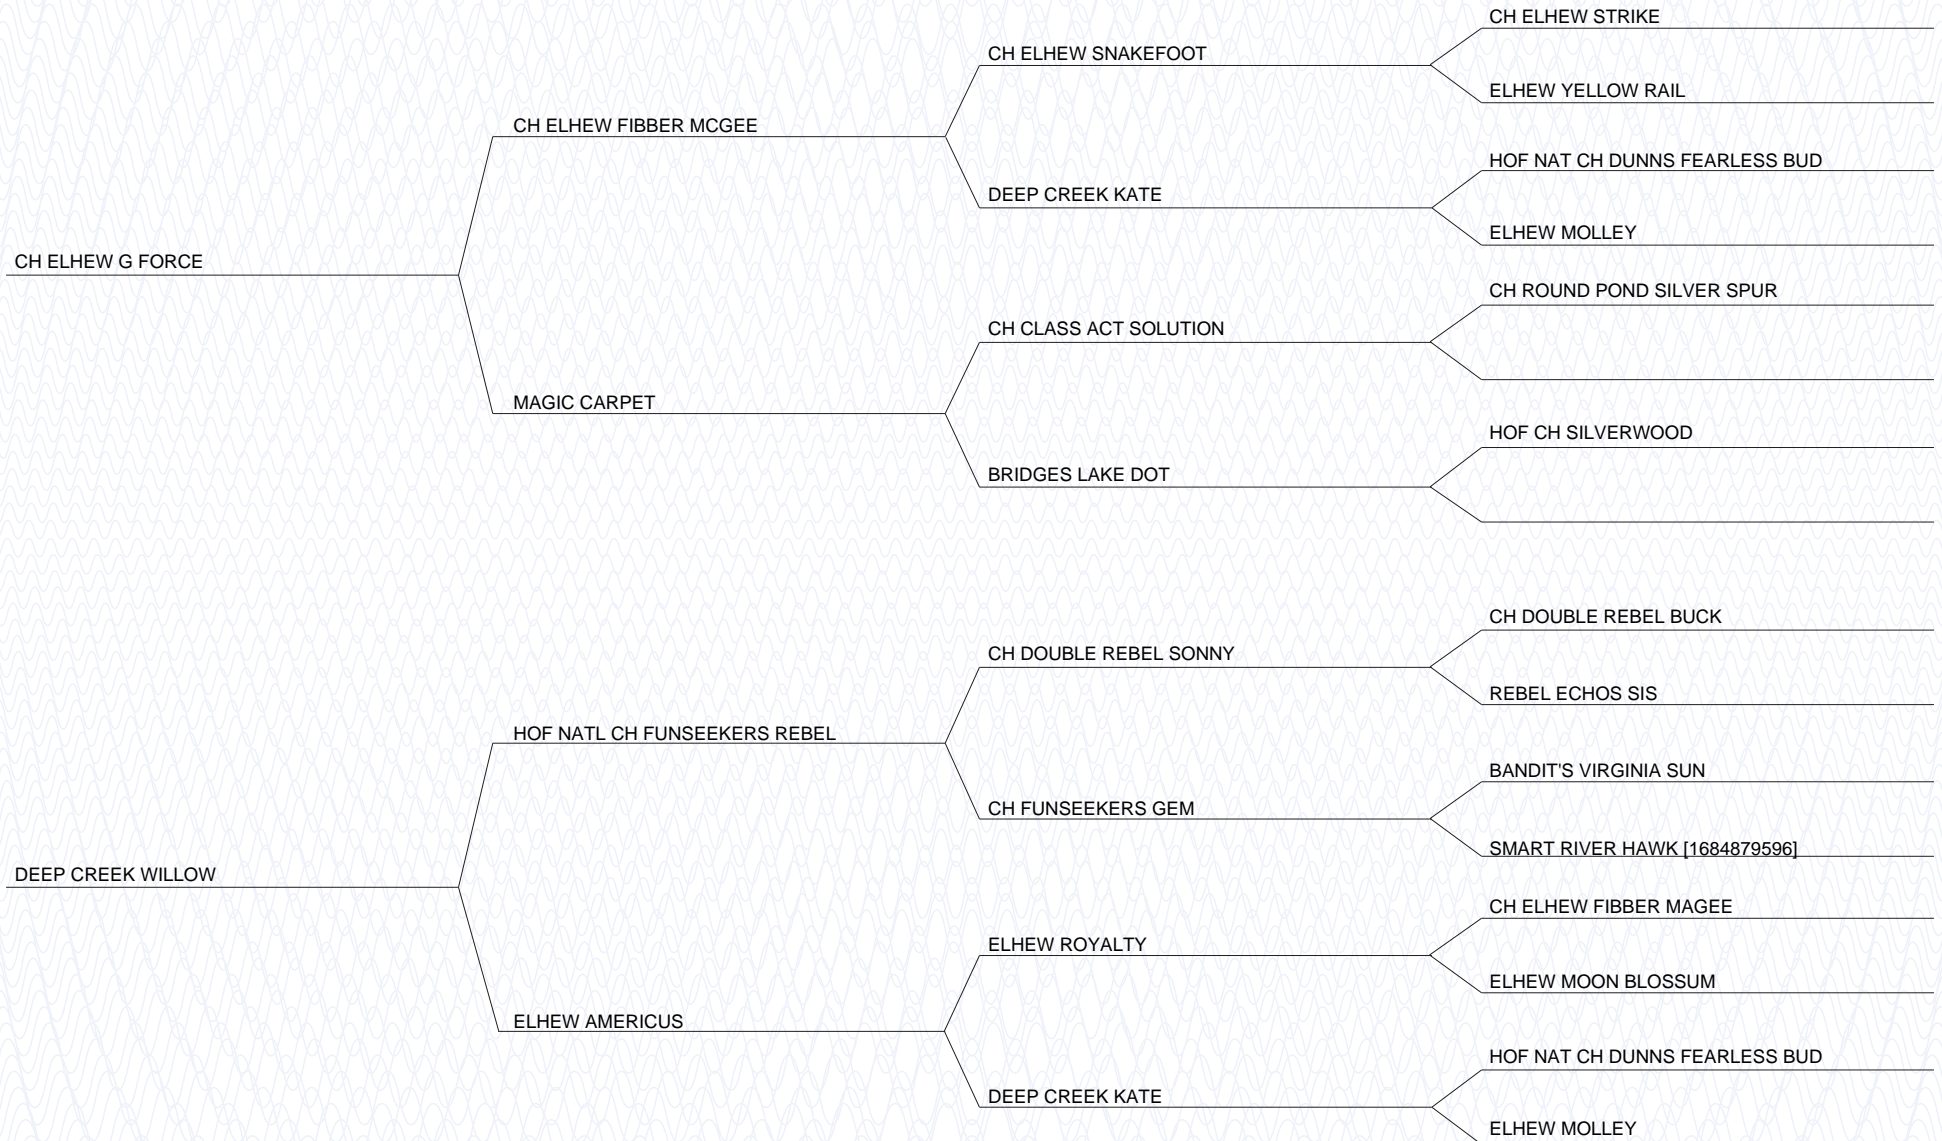 CH ELHEW STRIKE
CH ELHEW SNAKEFOOT
ELHEW YELLOW RAIL
CH ELHEW FIBBER MCGEE
HOF NAT CH DUNNS FEARLESS BUD
DEEP CREEK KATE
ELHEW MOLLEY
CH ELHEW G FORCE
CH ROUND POND SILVER SPUR
CH CLASS ACT SOLUTION
MAGIC CARPET
HOF CH SILVERWOOD
BRIDGES LAKE DOT
CH DOUBLE REBEL BUCK
CH DOUBLE REBEL SONNY
REBEL ECHOS SIS
HOF NATL CH FUNSEEKERS REBEL
BANDIT'S VIRGINIA SUN
CH FUNSEEKERS GEM
SMART RIVER HAWK [1684879596]
DEEP CREEK WILLOW
CH ELHEW FIBBER MAGEE
ELHEW ROYALTY
ELHEW MOON BLOSSUM
ELHEW AMERICUS
HOF NAT CH DUNNS FEARLESS BUD
DEEP CREEK KATE
ELHEW MOLLEY